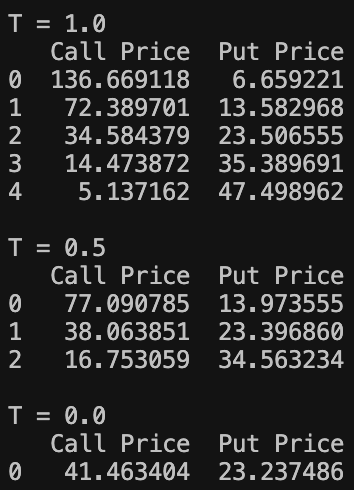 T = 1.0
Call Price Put Price
0 136.669118 6.659221
1 72.389701 13.582968
2 34.584379 23.506555
3 14.473872 35.389691
4 5.137162 47.498962
T = 0.5
Call Price Put Price
0 77.090785 13.973555
1 38.063851 23.396860
2 16.753059 34.563234
T = 0.0
Call Price Put Price
0 41.463404 23.237486